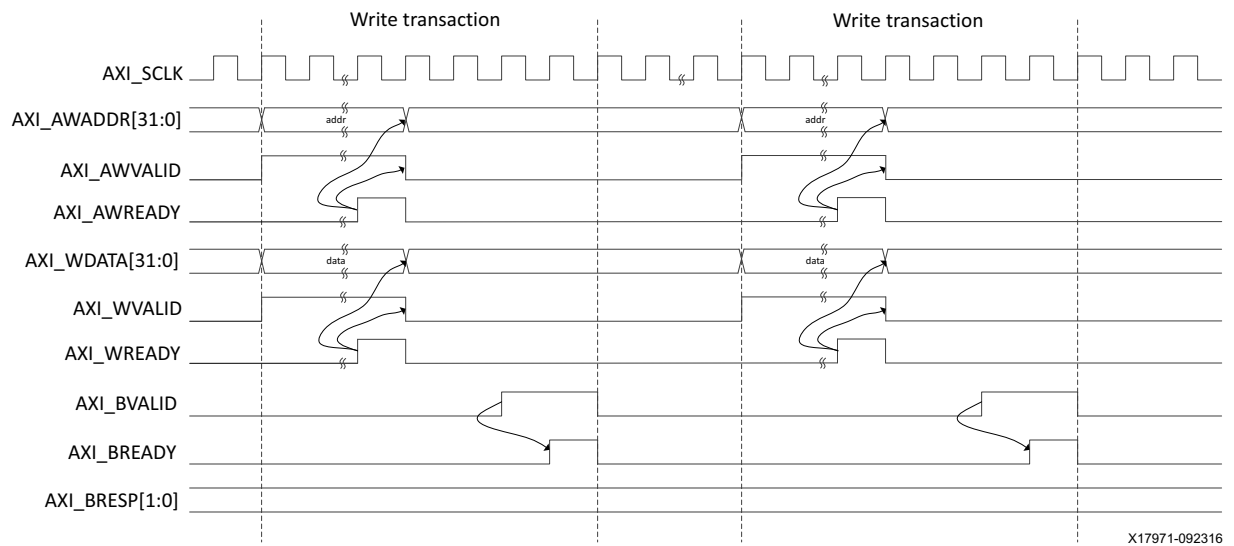 Write transaction Write transaction
AXI_SCLK
AXI_AWADDR[31:0] addr addr
AXI_AWVALID
AXI_AWREADY
AXI_WDATA[31:0] data data
AXI_WVALID
AXI_WREADY
AXI_BVALID
AXI_BREADY
AXI_BRESP[1:0]
X17971-092316